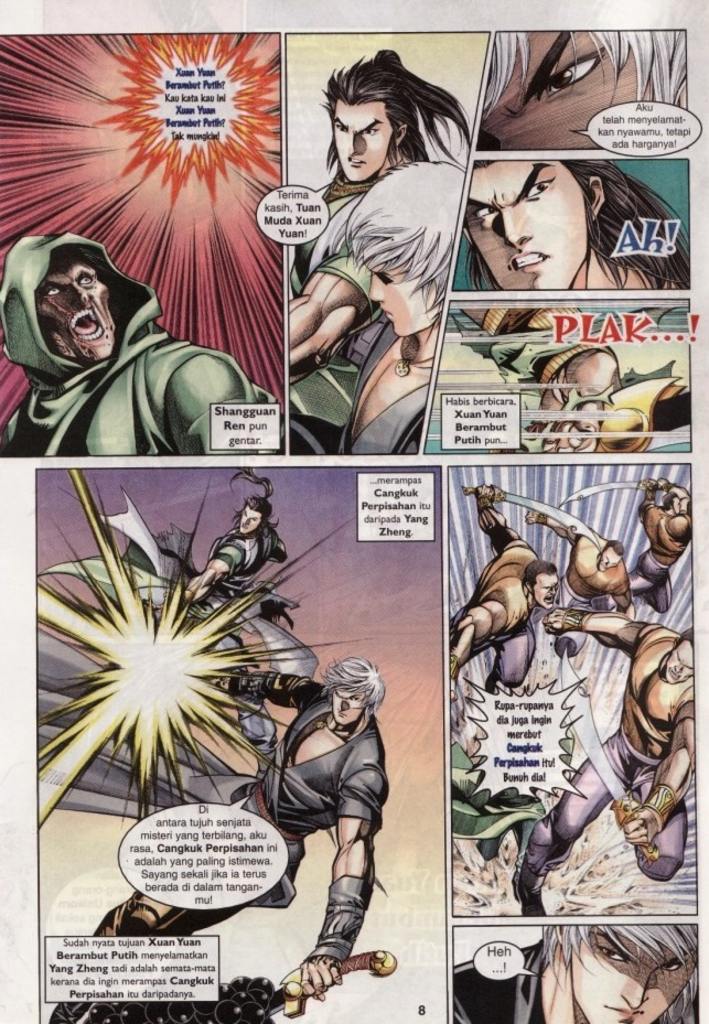 Xuan Yuan
Berambut Putih?
Kau kata kau ini
Xuan Yuan
Berambut Putih?
Tak mungkin!
Shangguan
Ren pun
gentar.
Terima
kasih, Tuan
Muda Xuan
Yuan!
Aku
telah menyelamat-
kan nyawamu, tetapi
ada harganya!
Ah!
PLAK...!
Habis berbicara,
Xuan Yuan
Berambut
Putih pun...
...merampas
Cangkuk
Perpisahan itu
daripada Yang
Zheng.
Di
antara tujuh senjata
misteri yang terbilang, aku
rasa, Cangkuk Perpisahan ini
adalah yang paling istimewa.
Sayang sekali jika ia terus
berada di dalam tangan-
mu!
Sudah nyata tujuan Xuan Yuan
Berambut Putih menyelamatkan
Yang Zheng tadi adalah semata-mata
kerana dia ingin merampas Cangkuk
Perpisahan itu daripadanya.
Rupa-rupanya
dia juga ingin
merebut
Cangkuk
Perpisahan itu!
Bunuh dia!
Heh
...!
8